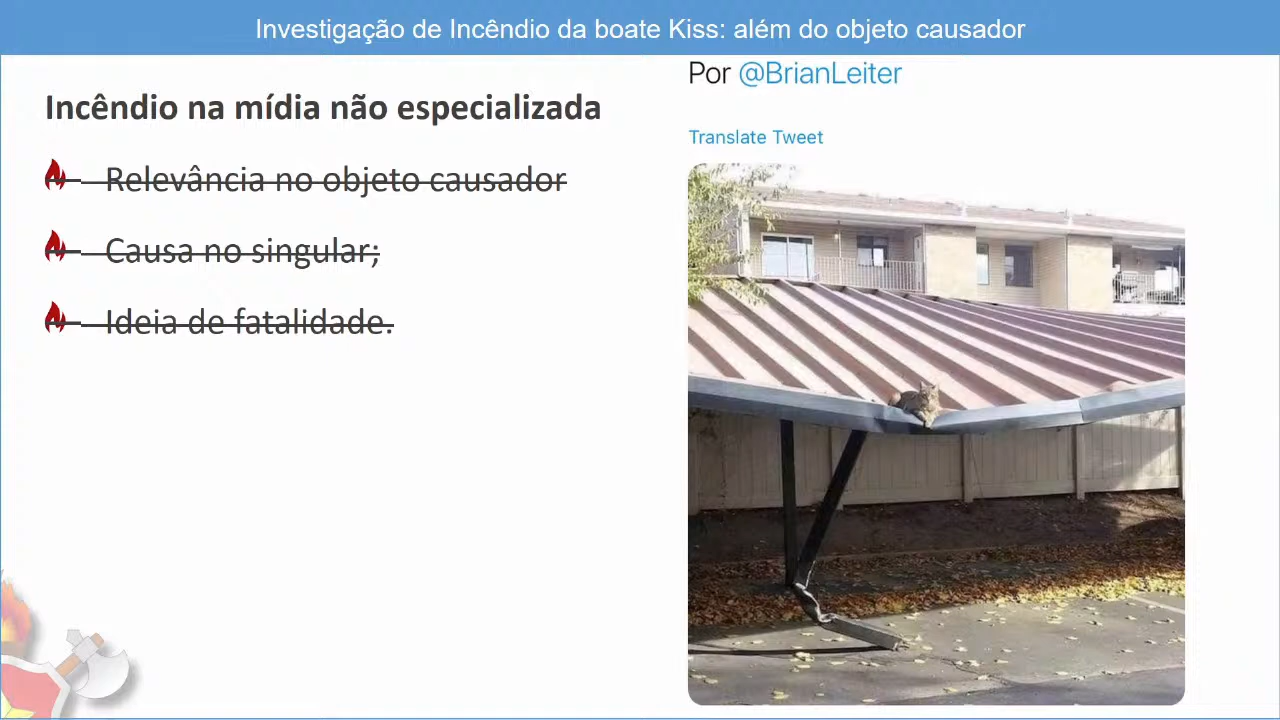 Investigação de Incêndio da boate Kiss: além do objeto causador
Incêndio na mídia não especializada
Relevância no objeto causador
Causa no singular;
Ideia de fatalidade.
Por @BrianLeiter
Translate Tweet